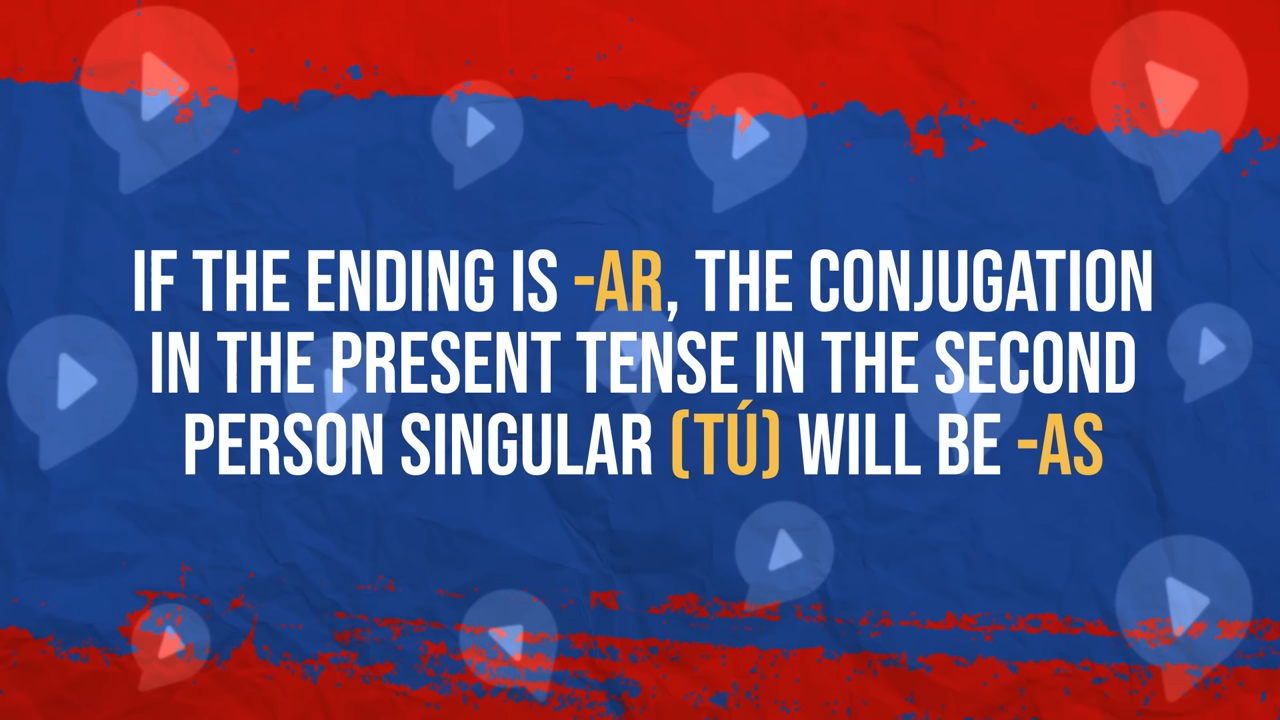 IF THE ENDING IS -AR, THE CONJUGATION
IN THE PRESENT TENSE IN THE SECOND
PERSON SINGULAR (TÚ) WILL BE -AS